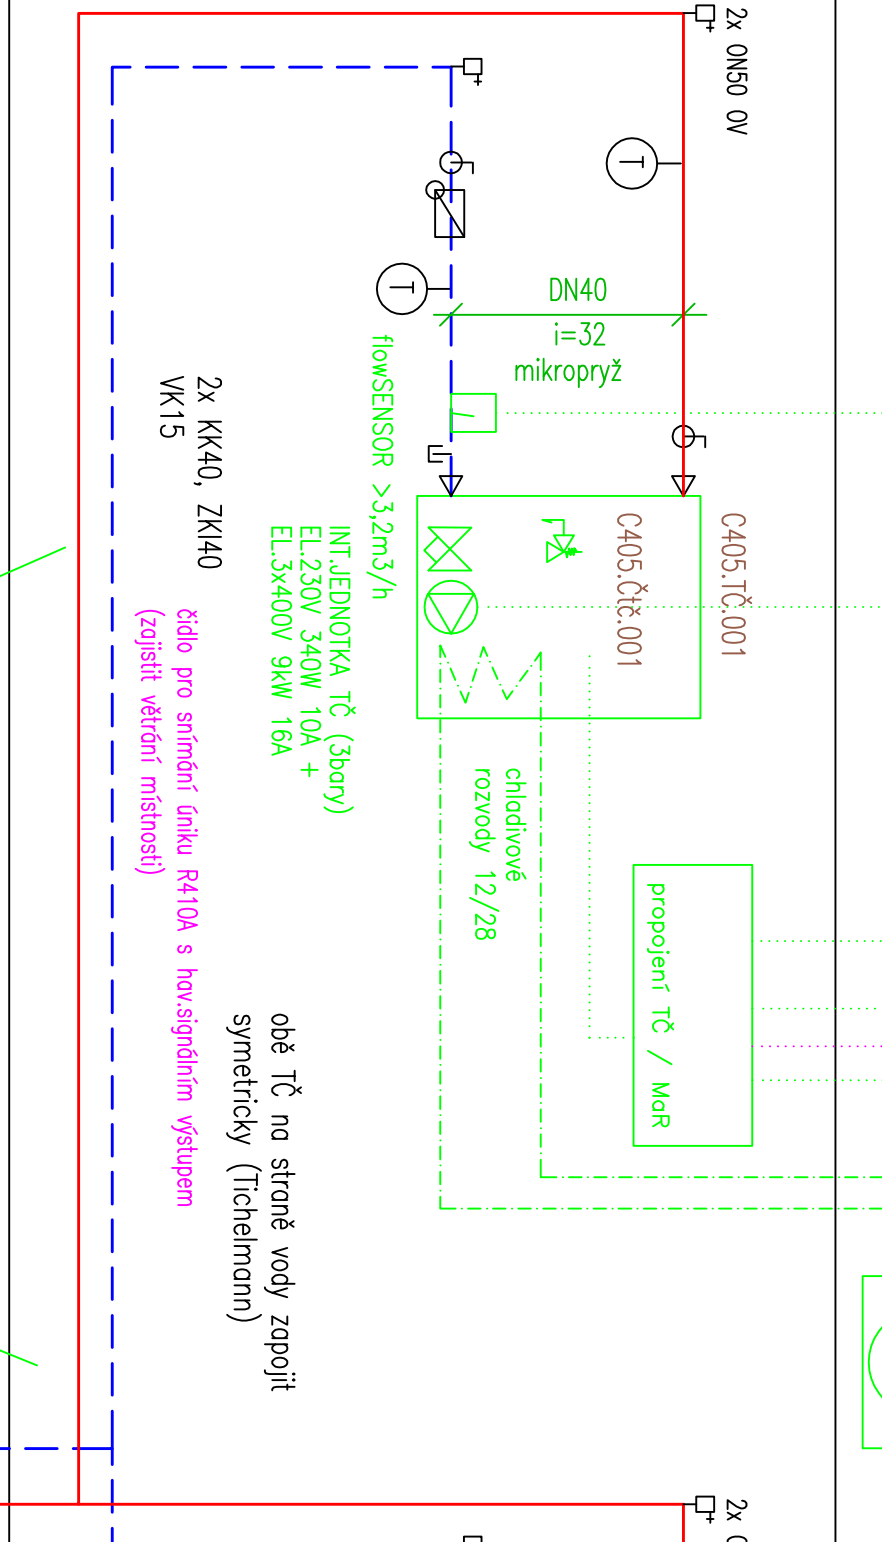 2x ON50 OV
T
T
DN40
i=32
mikropryž
flowSENSOR >3,2m3/h
2x KK40, ZKI40
VK15
C405.TČ.001
C405.Čtč.001
INT.JEDNOTKA TČ (3bary)
EL.230V 340W 10A +
EL.3x400V 9kW 16A
čidlo pro snímání úniku R410A s hav.signálním výstupem
(zajistit větrání místnosti)
chladivové
rozvody 12/28
propojení TČ / MaR
obě TČ na straně vody zapojit
symetricky (Tichelmann)
2x